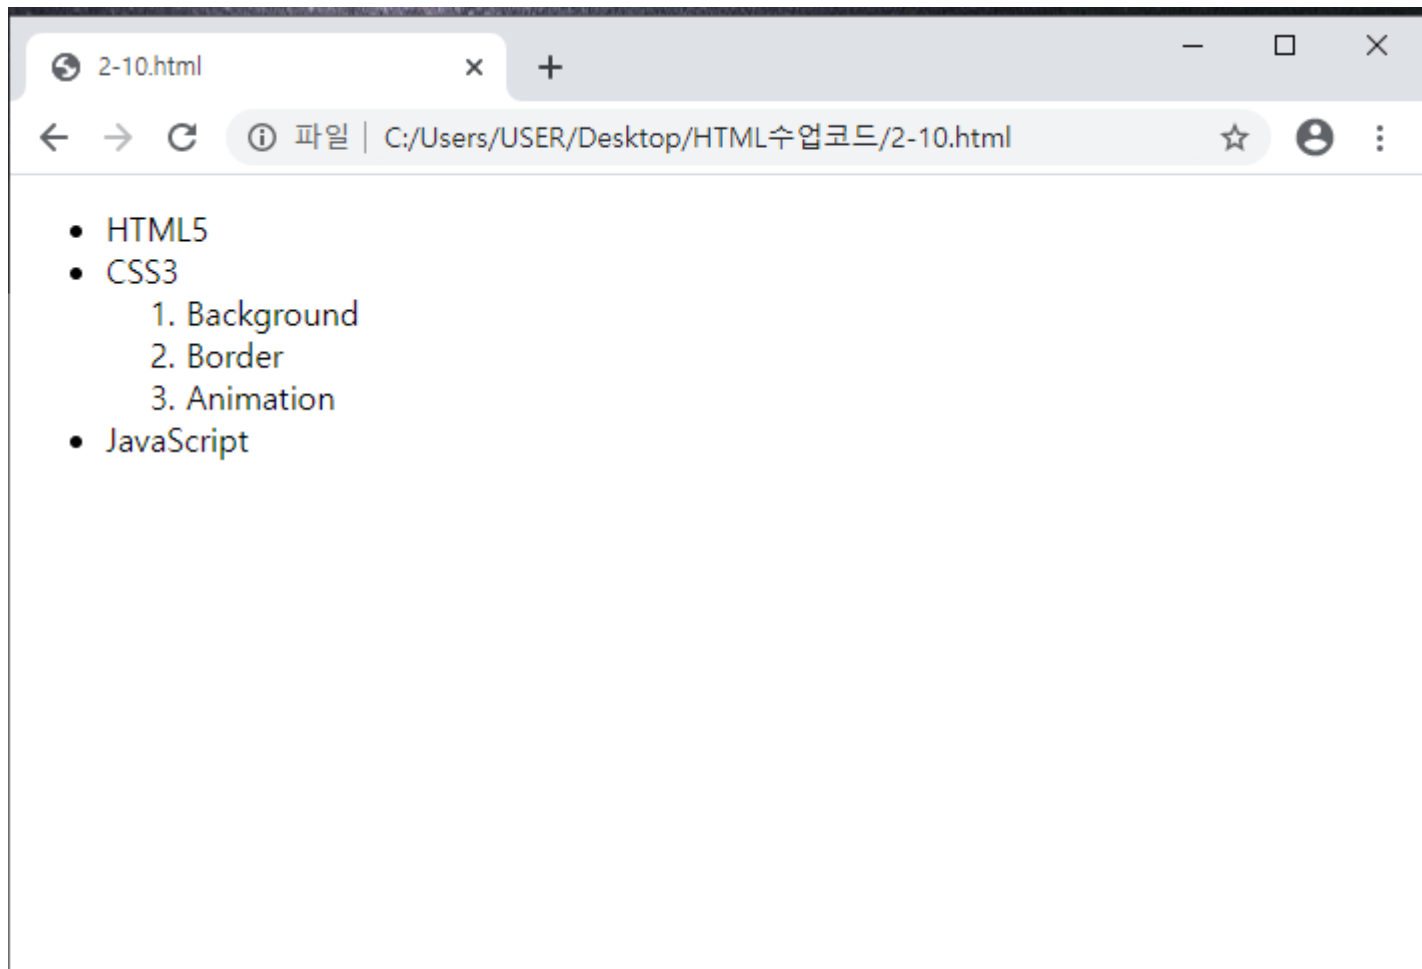 2-10.html
파일 | C:/Users/USER/Desktop/HTML수업코드/2-10.html
• HTML5
• CSS3
1. Background
2. Border
3. Animation
• JavaScript